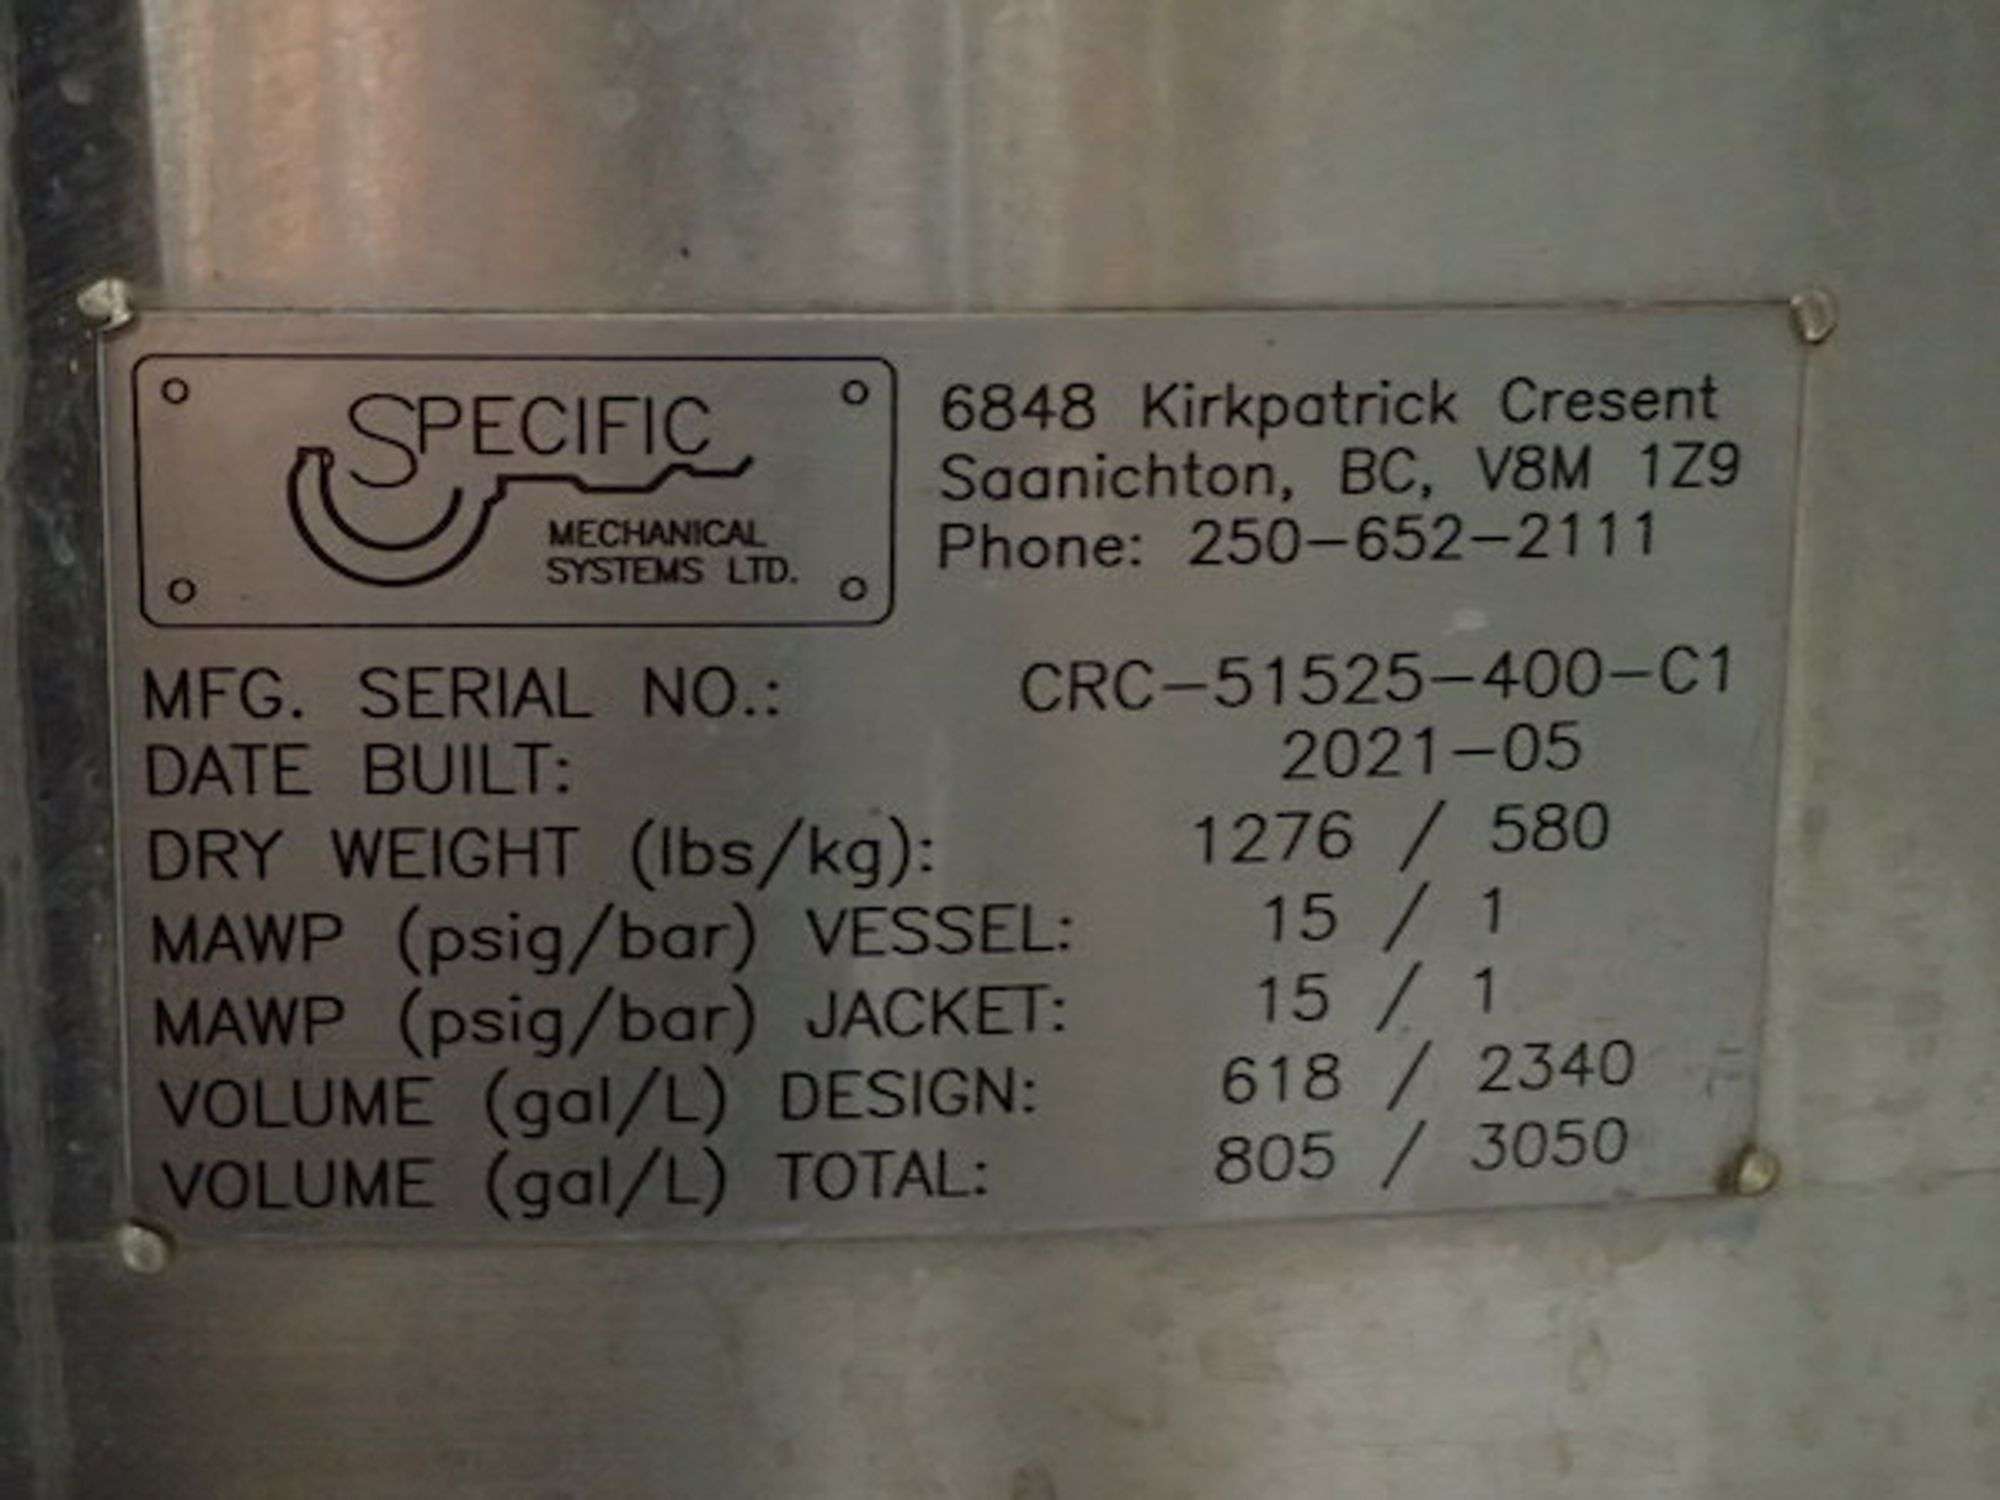 SPECIFIC
MECHANICAL
SYSTEMS LTD.
6848 Kirkpatrick Cresent
Saanichton, BC, V8M 1Z9
Phone: 250-652-2111
MFG. SERIAL NO.: CRC-51525-400-C1
DATE BUILT: 2021-05
DRY WEIGHT (lbs/kg): 1276 / 580
MAWP (psig/bar) VESSEL: 15 / 1
MAWP (psig/bar) JACKET: 15 / 1
VOLUME (gal/L) DESIGN: 618 / 2340
VOLUME (gal/L) TOTAL: 805 / 3050